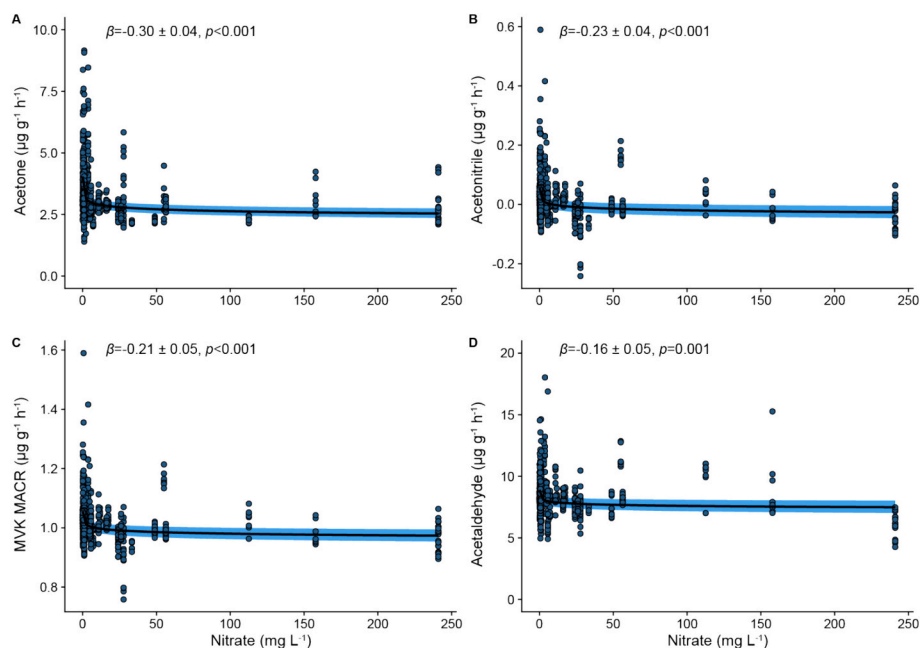 A
β=-0.30 ± 0.04, p<0.001
10.0
7.5
5.0
2.5
0.0
Acetone (µg g⁻¹ h⁻¹)
0 50 100 150 200 250
B
β=-0.23 ± 0.04, p<0.001
0.6
0.4
0.2
0.0
-0.2
Acetonitrile (µg g⁻¹ h⁻¹)
0 50 100 150 200 250
C
β=-0.21 ± 0.05, p<0.001
1.6
1.4
1.2
1.0
0.8
MVK MACR (µg g⁻¹ h⁻¹)
0 50 100 150 200 250
Nitrate (mg L⁻¹)
D
β=-0.16 ± 0.05, p=0.001
20
15
10
5
0
Acetaldehyde (µg g⁻¹ h⁻¹)
0 50 100 150 200 250
Nitrate (mg L⁻¹)